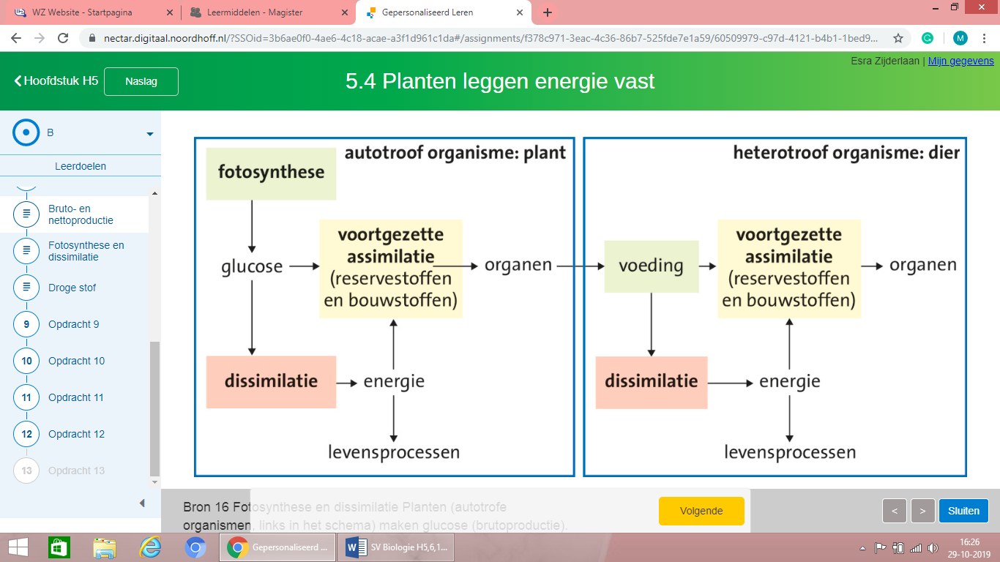 WZ Website - Startpagina
Leermiddelen - Magister
Gepersonaliseerd Leren
nectar.digitaal.noordhoff.nl/?SSOid=3b6ae0f0-4ae6-4c18-acae-a3f1d961c1da#/assignments/f378c971-3eac-4c36-86b7-525fde7e1a59/60509979-c97d-4121-b4b1-1bed9...
M
Esra Zijderlaan | Mijn gegevens
Hoofdstuk H5
Naslag
5.4 Planten leggen energie vast
B
Leerdoelen
Bruto- en
nettoproductie
Fotosynthese en
dissimilatie
Droge stof
9 Opdracht 9
10 Opdracht 10
11 Opdracht 11
12 Opdracht 12
13 Opdracht 13
autotroof organisme: plant
fotosynthese
glucose
voortgezette
assimilatie
(reservestoffen
en bouwstoffen)
organen
dissimilatie
energie
levensprocessen
heterotroof organisme: dier
voeding
voortgezette
assimilatie
(reservestoffen
en bouwstoffen)
organen
dissimilatie
energie
levensprocessen
Bron 16 Fotosynthese en dissimilatie Planten (autotrofe
organismen, links in het schema) maken glucose (brutoproductie).
Volgende
<
>
Sluiten
Gepersonaliseerd ...
SV Biologie H5,6,1...
16:26
29-10-2019